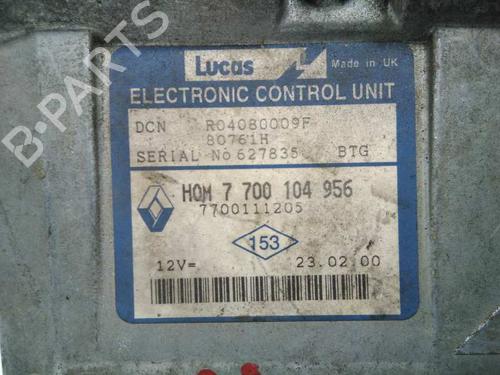 Lucas
Made in UK
ELECTRONIC CONTROL UNIT
DCN R04080009F
80761H
SERIAL No 627835 BTG
HOM 7 700 104 956
7700111205
153
12V= 23.02.00
B-PARTS